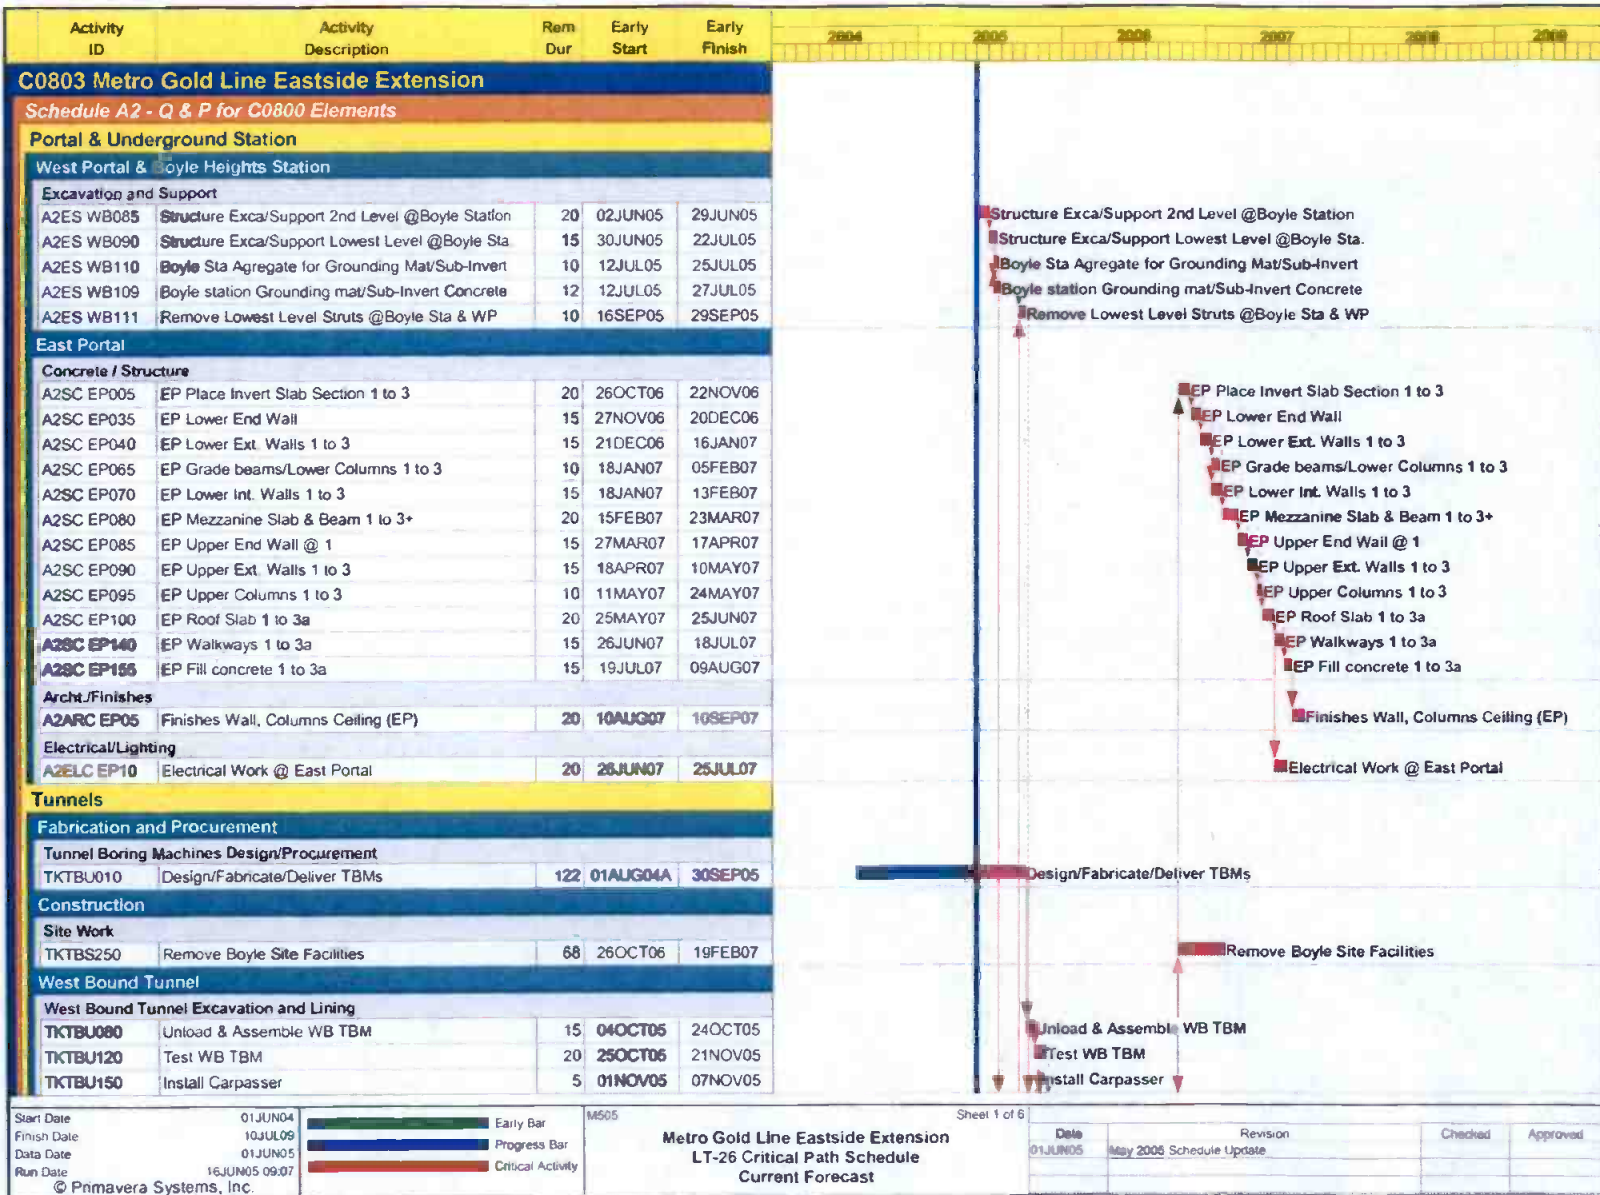 Activity ID Activity Description Rem Dur Early Start Early Finish 2004 2005 2006 2007 2008 2009
C0803 Metro Gold Line Eastside Extension
Schedule A2 - Q & P for C0800 Elements
Portal & Underground Station
West Portal & Boyle Heights Station
Excavation and Support
A2ES WB085 Structure Exca/Support 2nd Level @Boyle Station 20 02JUN05 29JUN05 Structure Exca/Support 2nd Level @Boyle Station
A2ES WB090 Structure Exca/Support Lowest Level @Boyle Sta. 15 30JUN05 22JUL05 Structure Exca/Support Lowest Level @Boyle Sta.
A2ES WB110 Boyle Sta Agregate for Grounding Mat/Sub-Invert 10 12JUL05 25JUL05 Boyle Sta Agregate for Grounding Mat/Sub-Invert
A2ES WB109 Boyle station Grounding mat/Sub-Invert Concrete 12 12JUL05 27JUL05 Boyle station Grounding mat/Sub-Invert Concrete
A2ES WB111 Remove Lowest Level Struts @Boyle Sta & WP 10 16SEP05 29SEP05 Remove Lowest Level Struts @Boyle Sta & WP
East Portal
Concrete / Structure
A2SC EP005 EP Place Invert Slab Section 1 to 3 20 26OCT06 22NOV06 EP Place Invert Slab Section 1 to 3
A2SC EP035 EP Lower End Wall 15 27NOV06 20DEC06 EP Lower End Wall
A2SC EP040 EP Lower Ext. Walls 1 to 3 15 21DEC06 16JAN07 EP Lower Ext. Walls 1 to 3
A2SC EP065 EP Grade beams/Lower Columns 1 to 3 10 18JAN07 05FEB07 EP Grade beams/Lower Columns 1 to 3
A2SC EP070 EP Lower Int. Walls 1 to 3 15 18JAN07 13FEB07 EP Lower Int. Walls 1 to 3
A2SC EP080 EP Mezzanine Slab & Beam 1 to 3+ 20 15FEB07 23MAR07 EP Mezzanine Slab & Beam 1 to 3+
A2SC EP085 EP Upper End Wall @ 1 15 27MAR07 17APR07 EP Upper End Wall @ 1
A2SC EP090 EP Upper Ext. Walls 1 to 3 15 18APR07 10MAY07 EP Upper Ext. Walls 1 to 3
A2SC EP095 EP Upper Columns 1 to 3 10 11MAY07 24MAY07 EP Upper Columns 1 to 3
A2SC EP100 EP Roof Slab 1 to 3a 20 25MAY07 25JUN07 EP Roof Slab 1 to 3a
A2SC EP140 EP Walkways 1 to 3a 15 26JUN07 18JUL07 EP Walkways 1 to 3a
A2SC EP155 EP Fill concrete 1 to 3a 15 19JUL07 09AUG07 EP Fill concrete 1 to 3a
Archt./Finishes
A2ARC EP05 Finishes Wall, Columns Ceiling (EP) 20 10AUG07 10SEP07 Finishes Wall, Columns Ceiling (EP)
Electrical/Lighting
A2ELC EP10 Electrical Work @ East Portal 20 26JUN07 25JUL07 Electrical Work @ East Portal
Tunnels
Fabrication and Procurement
Tunnel Boring Machines Design/Procurement
TKTBU010 Design/Fabricate/Deliver TBMs 122 01AUG04A 30SEP05 Design/Fabricate/Deliver TBMs
Construction
Site Work
TKTBS250 Remove Boyle Site Facilities 68 26OCT06 19FEB07 Remove Boyle Site Facilities
West Bound Tunnel
West Bound Tunnel Excavation and Lining
TKTBU080 Unload & Assemble WB TBM 15 04OCT05 24OCT05 Unload & Assemble WB TBM
TKTBU120 Test WB TBM 20 25OCT05 21NOV05 Test WB TBM
TKTBU150 Install Carpasser 5 01NOV05 07NOV05 Install Carpasser
Start Date 01JUN04
Finish Date 10JUL09
Data Date 01JUN05
Run Date 16JUN05 09:07
© Primavera Systems, Inc.
Early Bar
Progress Bar
Critical Activity
M505 Sheet 1 of 6
Metro Gold Line Eastside Extension
LT-26 Critical Path Schedule
Current Forecast
Date Revision Checked Approved
01JUN05 May 2005 Schedule Update